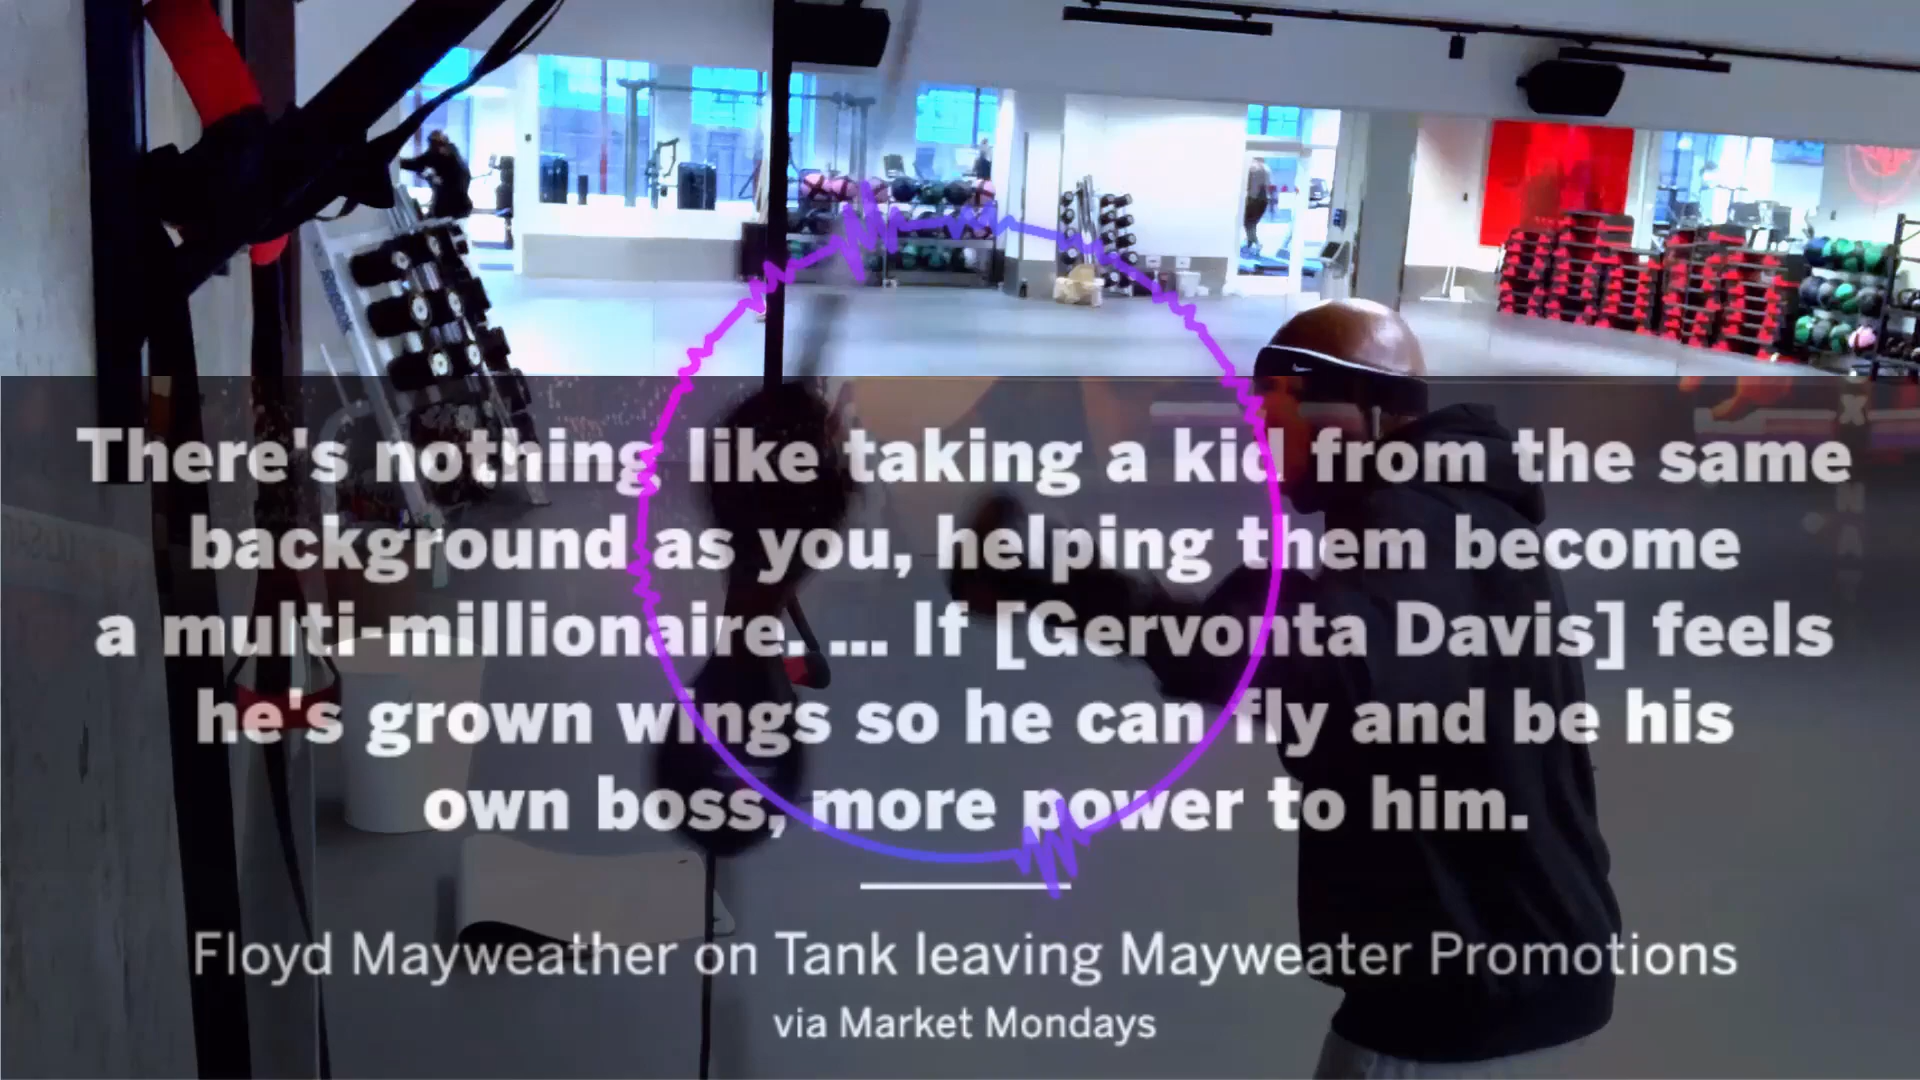 There's nothing like taking a kid from the same
background as you, helping them become
a multi-millionaire. ... If [Gervonta Davis] feels
he's grown wings so he can fly and be his
own boss, more power to him.
Floyd Mayweather on Tank leaving Mayweater Promotions
via Market Mondays